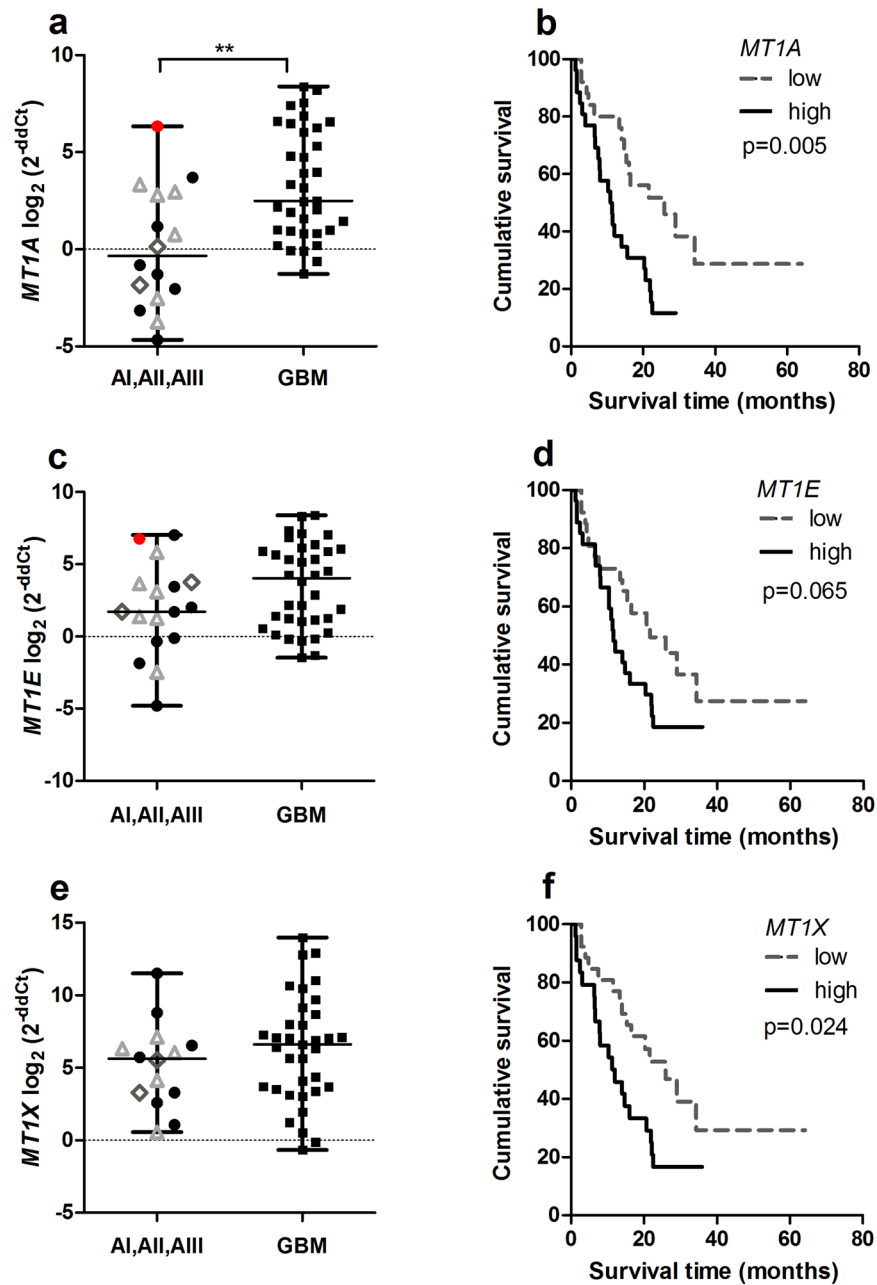 a
MT1A log2 (2-ddCt)
10
5
0
-5
**
AI,AII,AIII
GBM
b
Cumulative survival
100
80
60
40
20
0
MT1A
low
high
p=0.005
0 20 40 60 80
Survival time (months)
c
MT1E log2 (2-ddCt)
10
5
0
-5
-10
AI,AII,AIII
GBM
d
Cumulative survival
100
80
60
40
20
0
MT1E
low
high
p=0.065
0 20 40 60 80
Survival time (months)
e
MT1X log2 (2-ddCt)
15
10
5
0
-5
AI,AII,AIII
GBM
f
Cumulative survival
100
80
60
40
20
0
MT1X
low
high
p=0.024
0 20 40 60 80
Survival time (months)